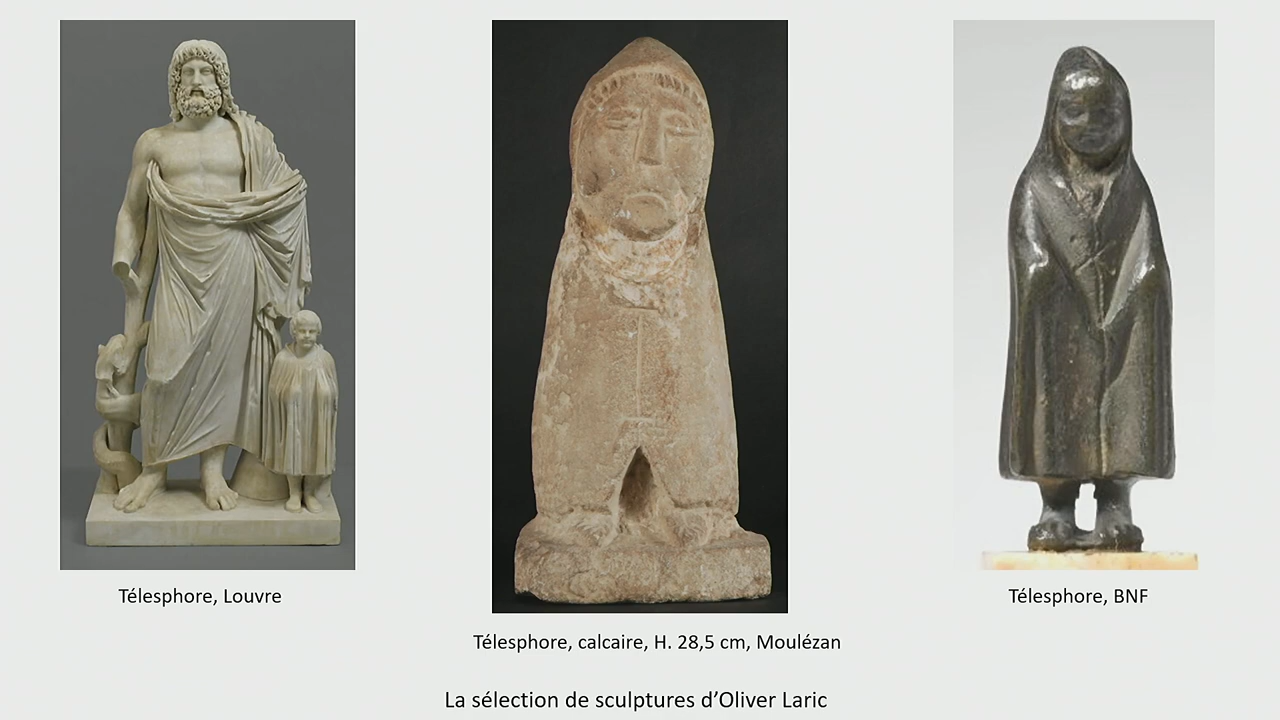 Télesphore, Louvre
Télesphore, BNF
Télesphore, calcaire, H. 28,5 cm, Moulézan
La sélection de sculptures d’Oliver Laric